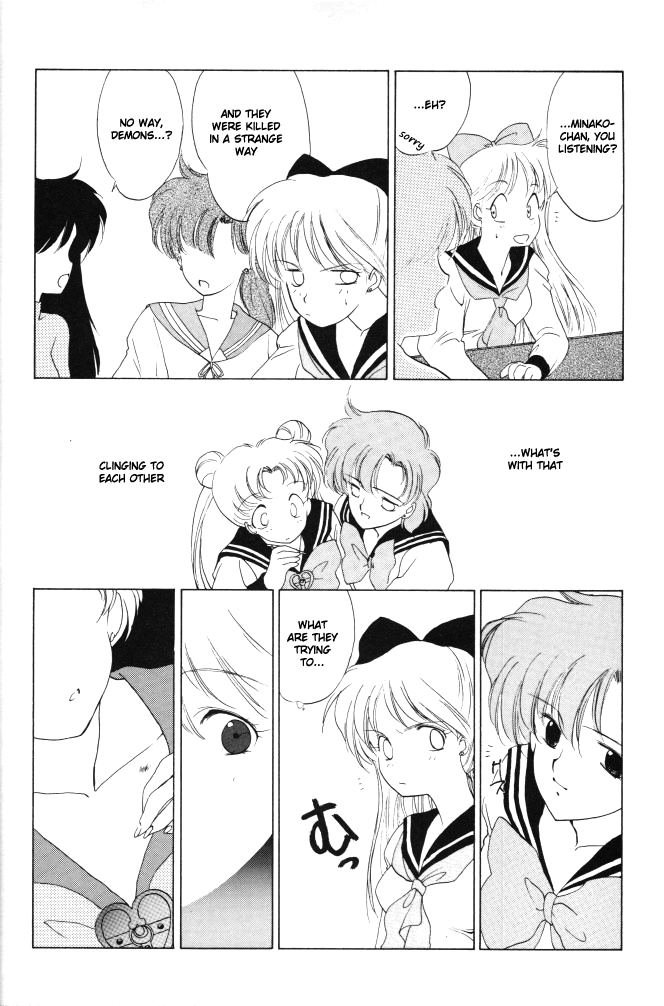 ...MINAKO-
CHAN, YOU
LISTENING?
...EH?
sorry
AND THEY
WERE KILLED
IN A STRANGE
WAY
NO WAY,
DEMONS...?
...WHAT'S
WITH THAT
CLINGING TO
EACH OTHER
WHAT
ARE THEY
TRYING
TO...
むっ